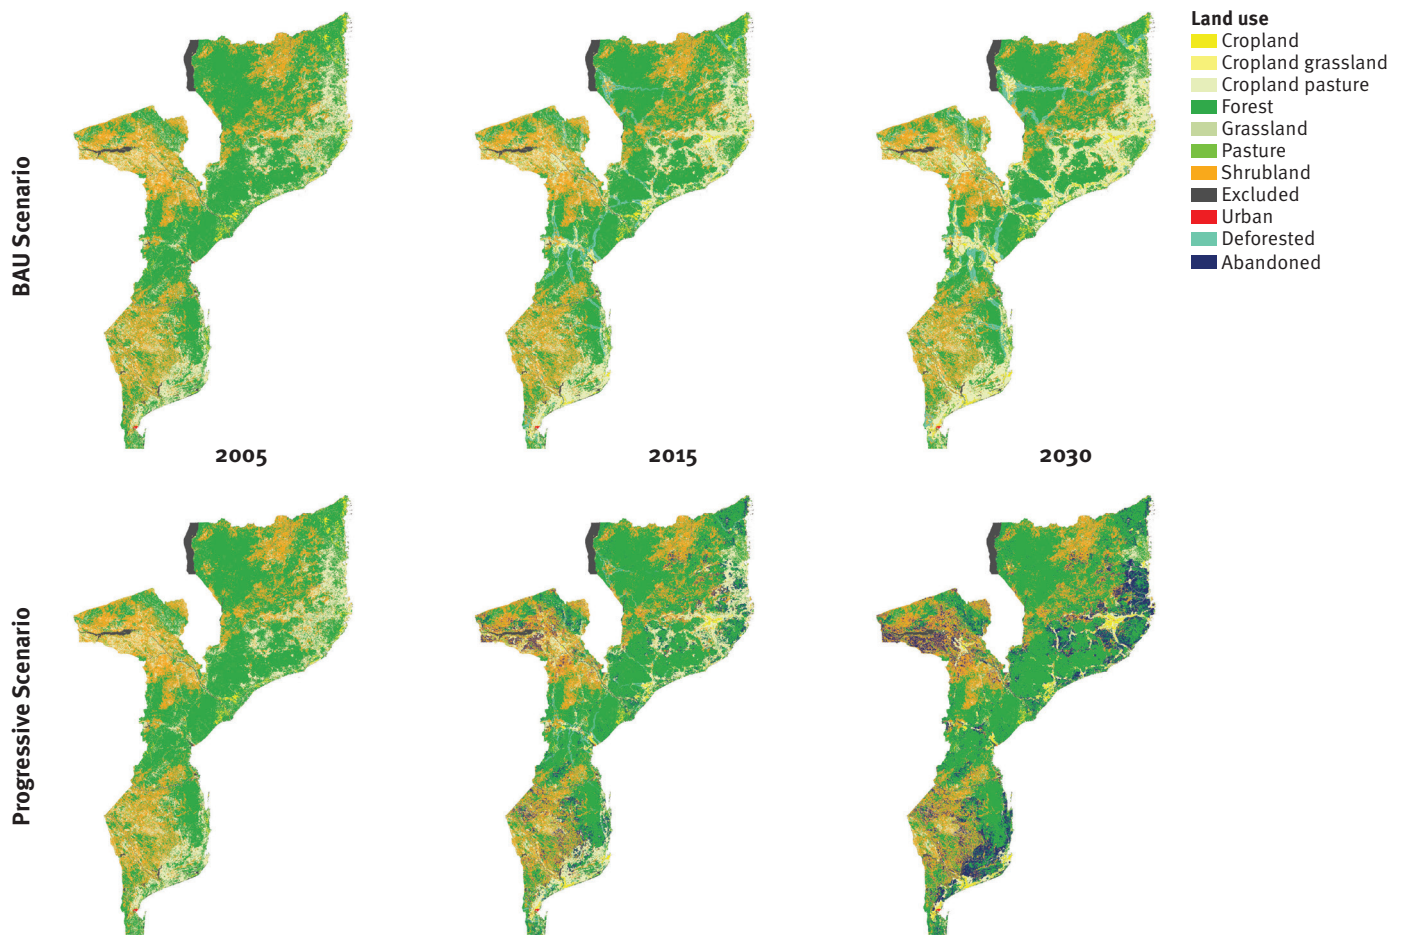 Land use
Cropland
Cropland grassland
Cropland pasture
Forest
Grassland
Pasture
Shrubland
Excluded
Urban
Deforested
Abandoned
BAU Scenario
2005
2015
2030
Progressive Scenario